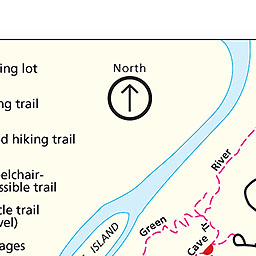 North
ing lot
ng trail
d hiking trail
elchair-
ssible trail
cle trail
vel)
ages
ISLAND
Green
River
Cave